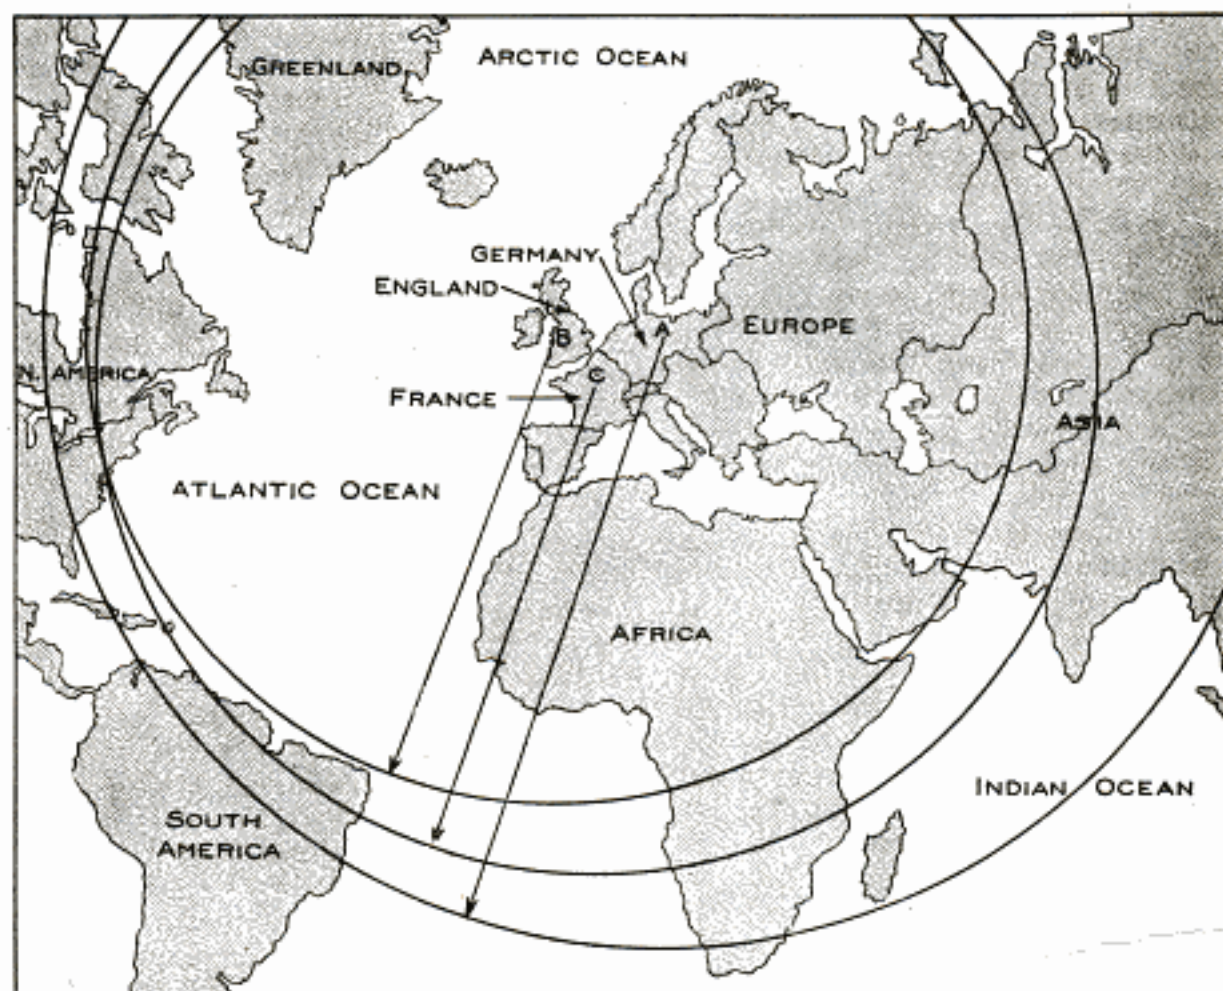 GREENLAND
ARCTIC OCEAN
GERMANY
ENGLAND
B
A
EUROPE
N. AMERICA
C
FRANCE
ASIA
ATLANTIC OCEAN
AFRICA
INDIAN OCEAN
SOUTH
AMERICA